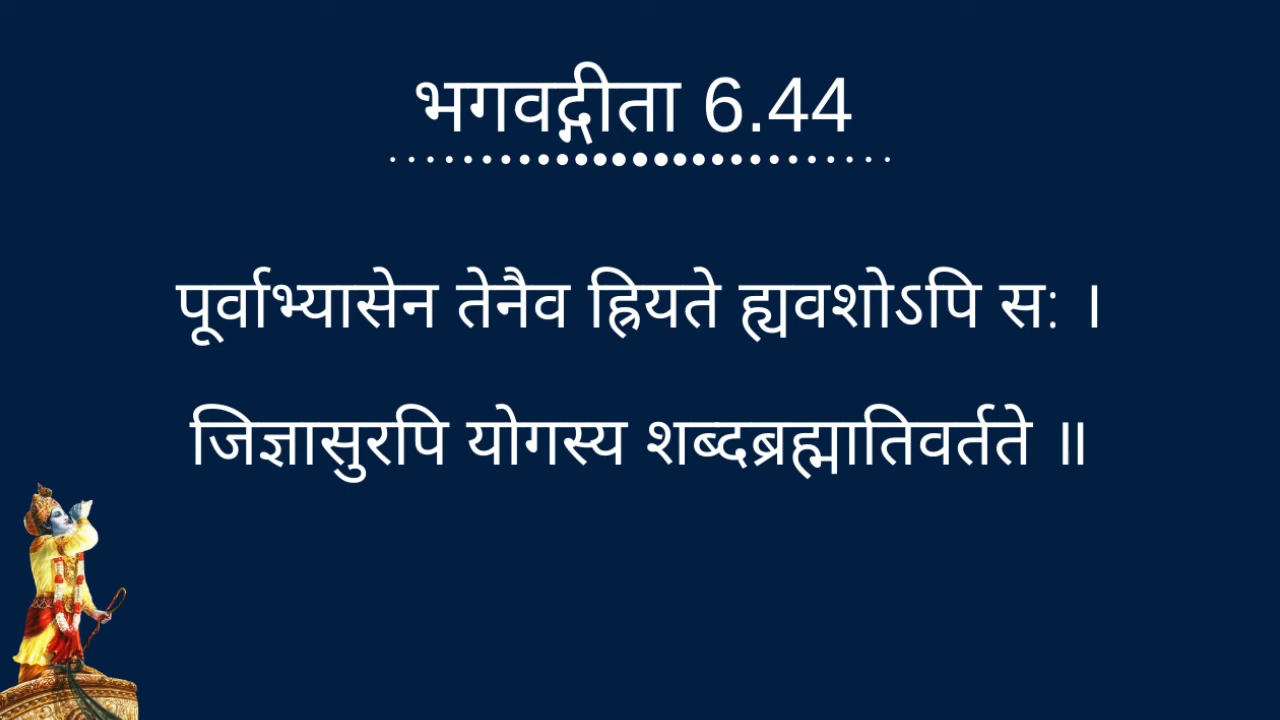 भगवद्गीता 6.44
पूर्वाभ्यासेन तेनैव ह्रियते ह्यवशोऽपि स: ।
जिज्ञासुरपि योगस्य शब्दब्रह्मातिवर्तते ॥